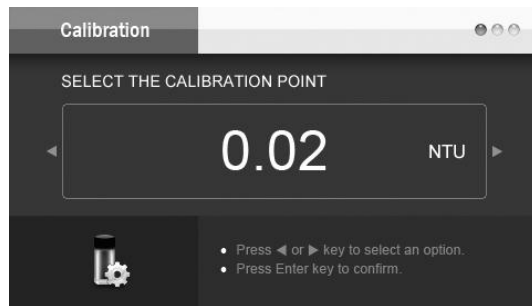 Calibration
SELECT THE CALIBRATION POINT
0.02 NTU
• Press ◀ or ▶ key to select an option.
• Press Enter key to confirm.